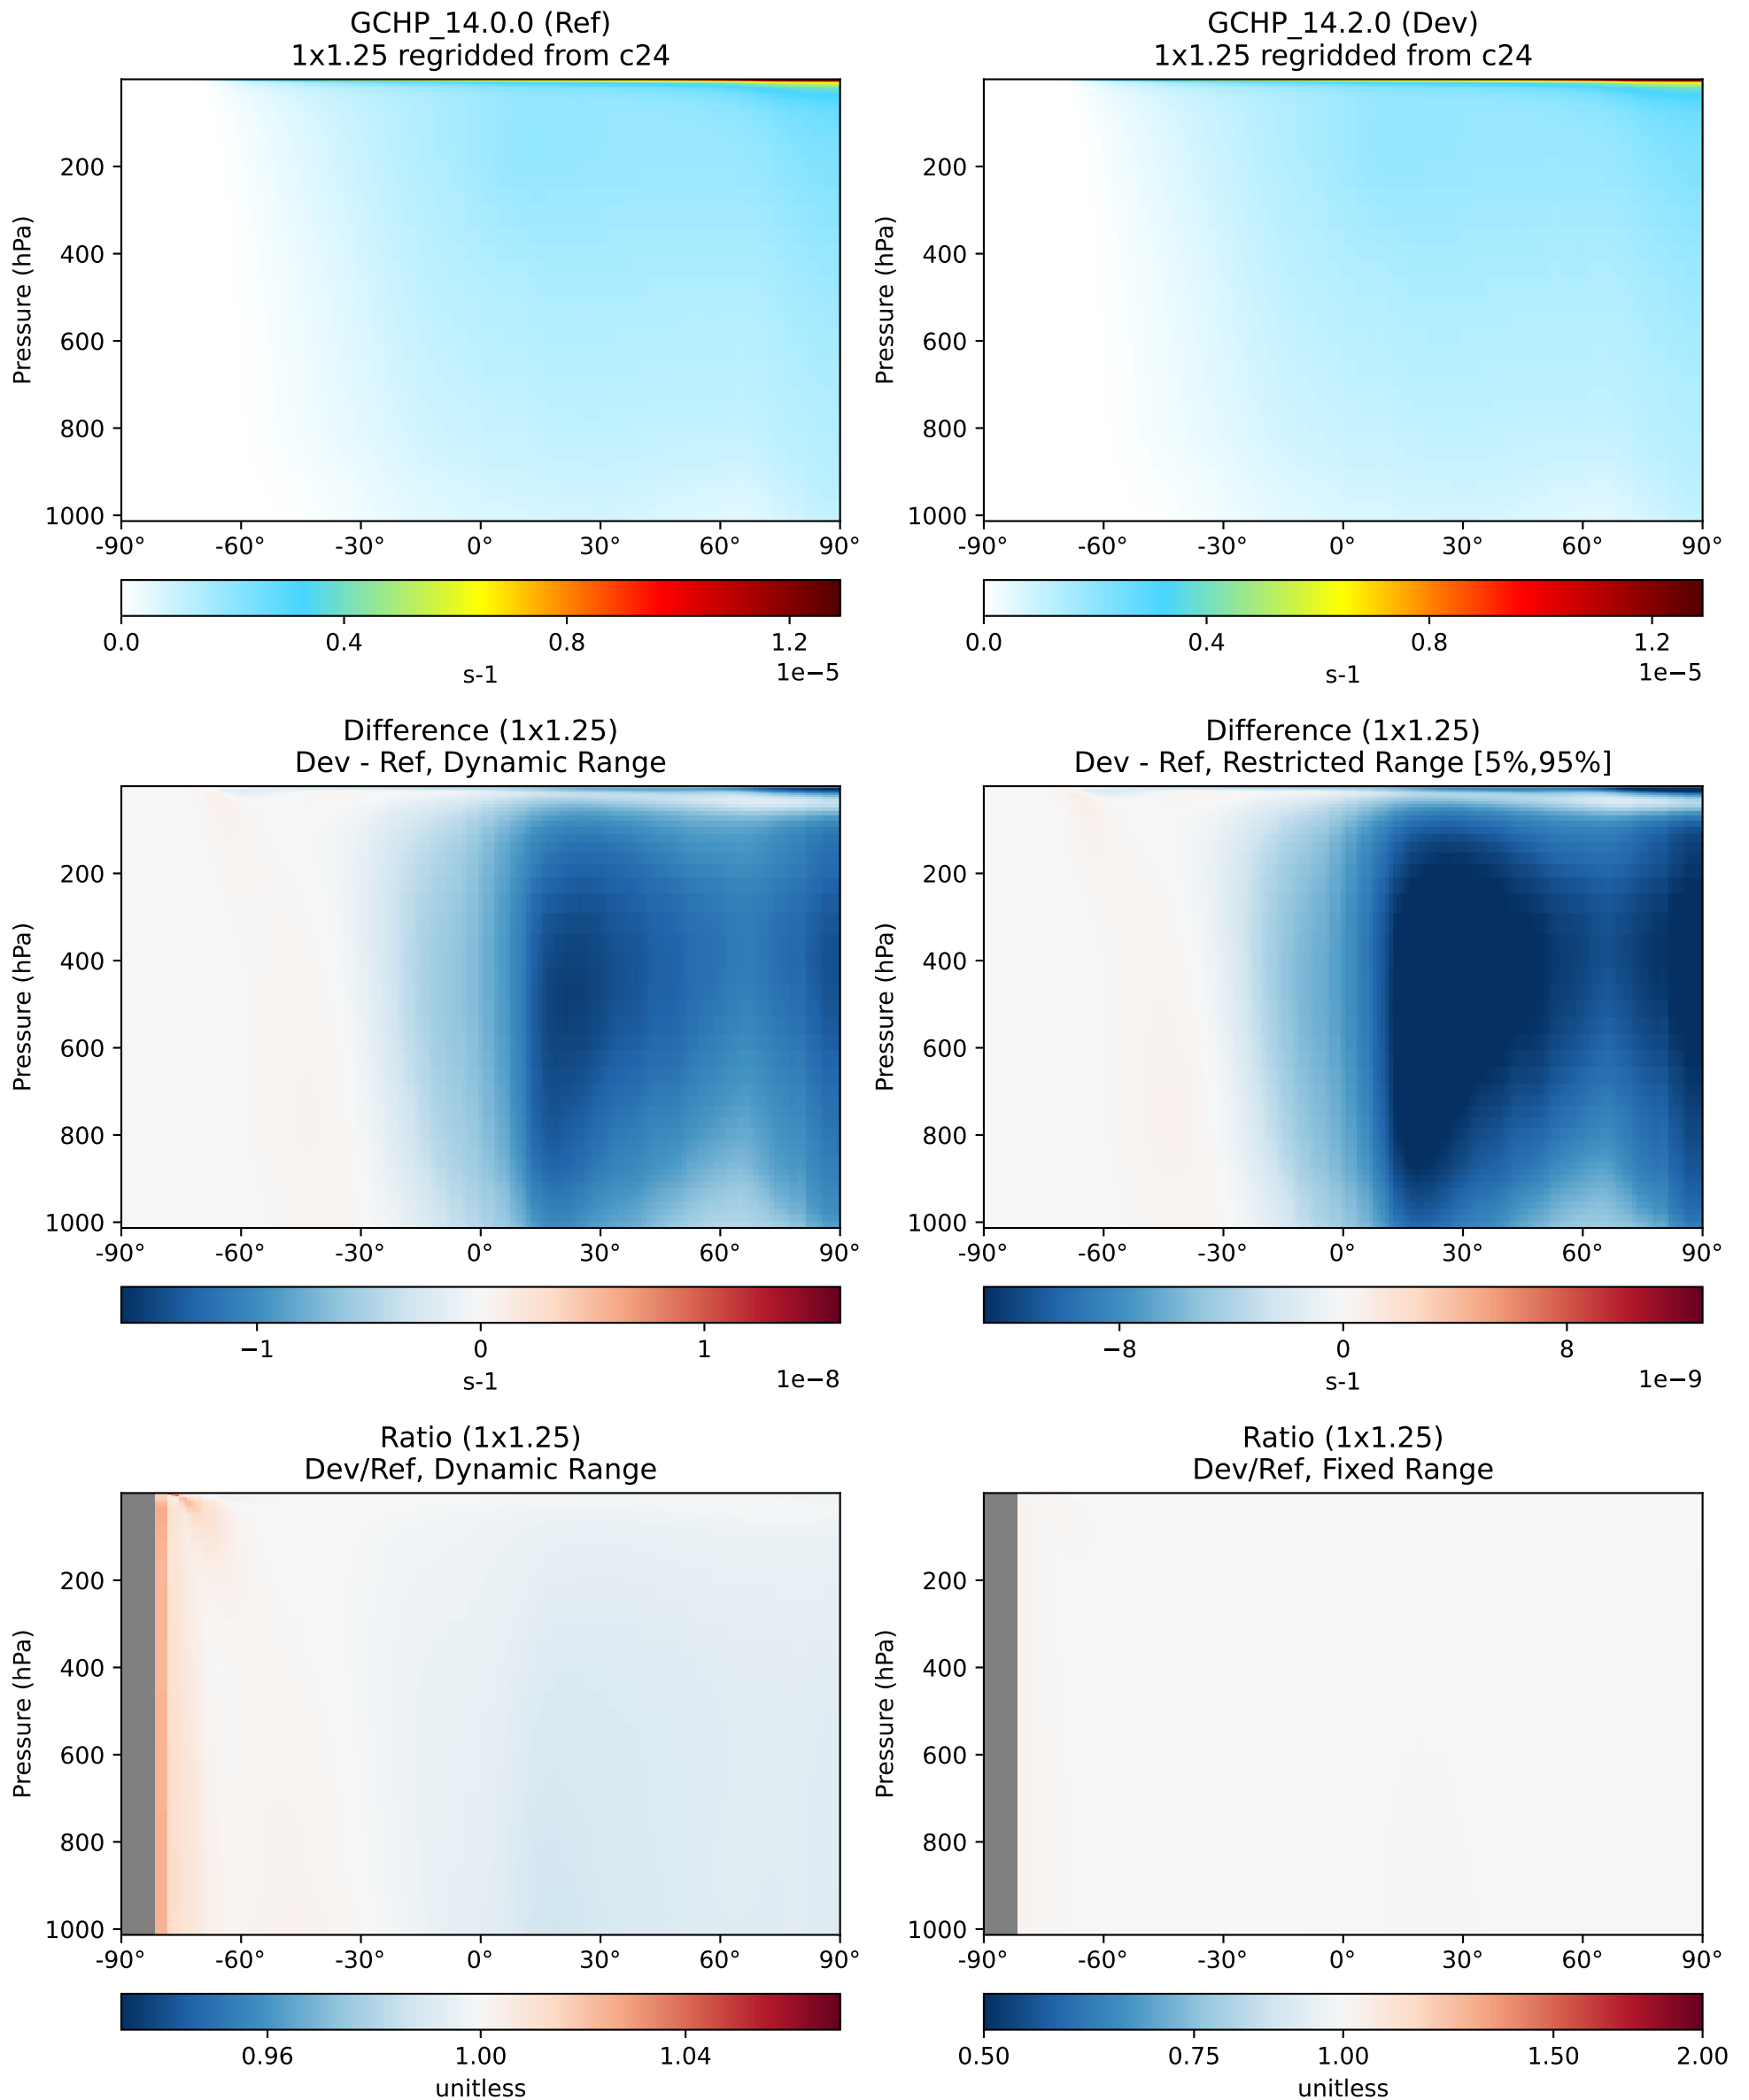 GCHP_14.0.0 (Ref)
1x1.25 regridded from c24
Pressure (hPa)
200
400
600
800
1000
-90° -60° -30° 0° 30° 60° 90°
0.0 0.4 0.8 1.2
1e−5
s-1
GCHP_14.2.0 (Dev)
1x1.25 regridded from c24
Pressure (hPa)
200
400
600
800
1000
-90° -60° -30° 0° 30° 60° 90°
0.0 0.4 0.8 1.2
1e−5
s-1
Difference (1x1.25)
Dev - Ref, Dynamic Range
Pressure (hPa)
200
400
600
800
1000
-90° -60° -30° 0° 30° 60° 90°
−1 0 1
1e−8
s-1
Difference (1x1.25)
Dev - Ref, Restricted Range [5%,95%]
Pressure (hPa)
200
400
600
800
1000
-90° -60° -30° 0° 30° 60° 90°
−8 0 8
1e−9
s-1
Ratio (1x1.25)
Dev/Ref, Dynamic Range
Pressure (hPa)
200
400
600
800
1000
-90° -60° -30° 0° 30° 60° 90°
0.96 1.00 1.04
unitless
Ratio (1x1.25)
Dev/Ref, Fixed Range
Pressure (hPa)
200
400
600
800
1000
-90° -60° -30° 0° 30° 60° 90°
0.50 0.75 1.00 1.50 2.00
unitless